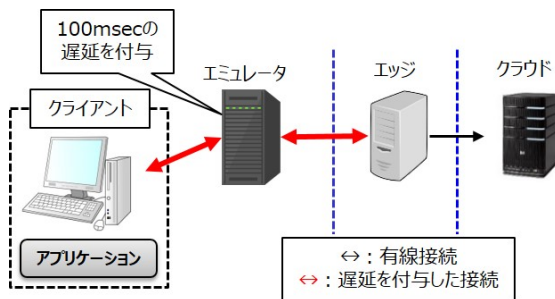 100msecの
遅延を付与
エミュレータ
エッジ
クラウド
クライアント
アプリケーション
⇔：有線接続
⇔：遅延を付与した接続